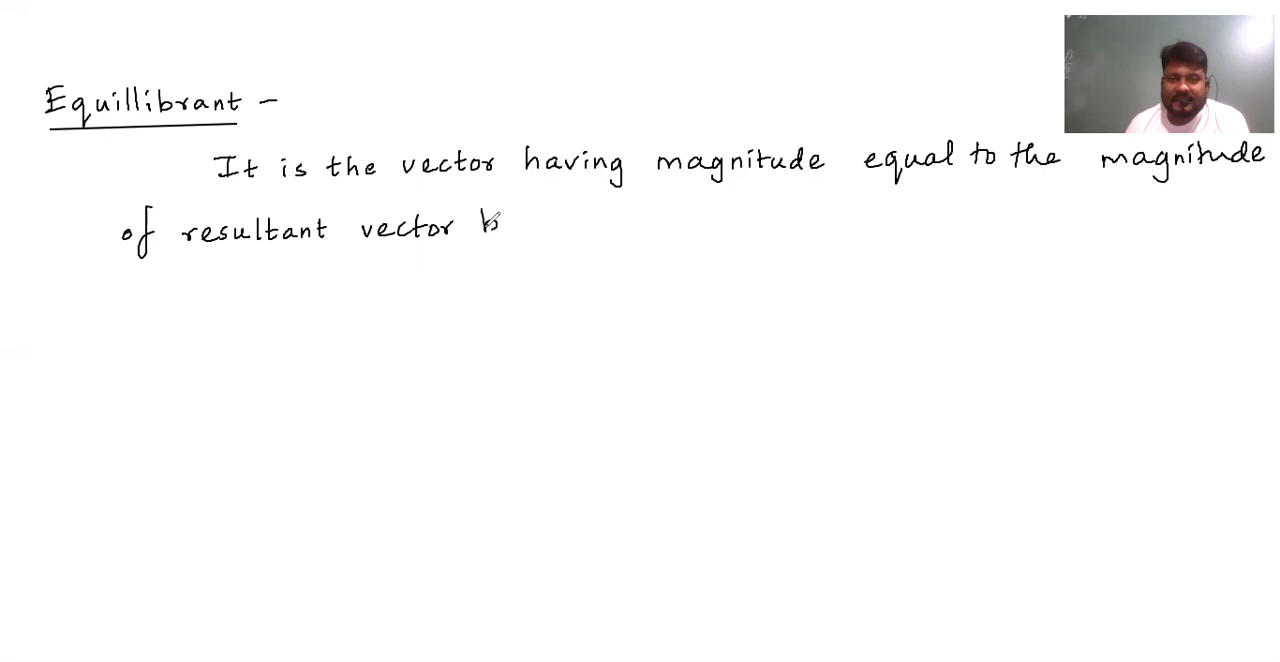 Equillibrant -
It is the vector having magnitude equal to the magnitude
of resultant vector